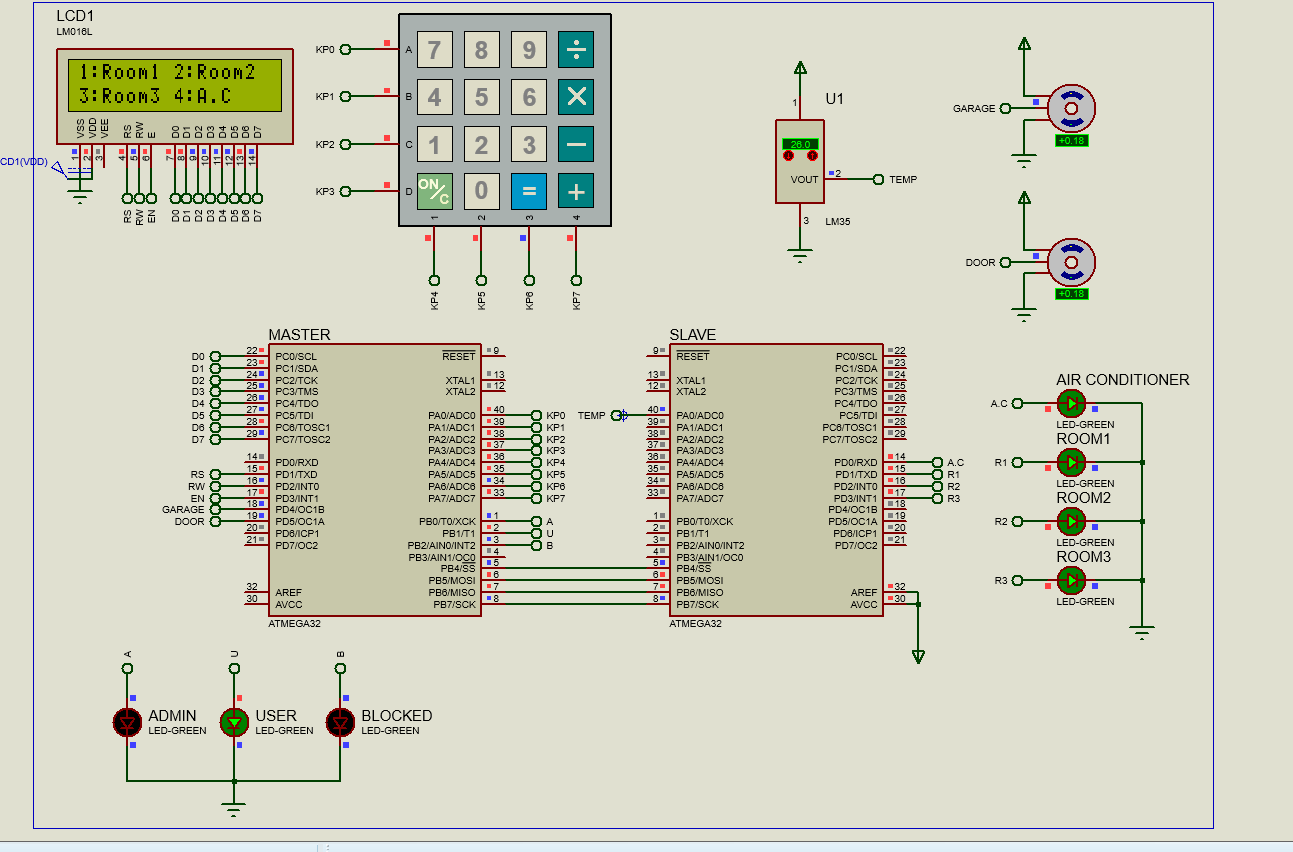 LCD1
LM016L
1:Room1 2:Room2
3:Room3 4:A.C
VSS VDD VEE RS RW E D0 D1 D2 D3 D4 D5 D6 D7
1 2 3 4 5 6 7 8 9 10 11 12 13 14
CD1(VDD)
RS RW EN D0 D1 D2 D3 D4 D5 D6 D7
KP0 A 7 8 9 ÷
KP1 B 4 5 6 ×
KP2 C 1 2 3 −
KP3 D ON/C 0 = +
1 2 3 4
KP4 KP5 KP6 KP7
U1
1
26.0
1 1
VOUT 2 TEMP
3 LM35
GARAGE
+0.18
DOOR
+0.18
MASTER
D0 22 PC0/SCL RESET 9
D1 23 PC1/SDA
D2 24 PC2/TCK XTAL1 13
D3 25 PC3/TMS XTAL2 12
D4 26 PC4/TDO
D5 27 PC5/TDI PA0/ADC0 40 KP0
D6 28 PC6/TOSC1 PA1/ADC1 39 KP1
D7 29 PC7/TOSC2 PA2/ADC2 38 KP2
PA3/ADC3 37 KP3
14 PD0/RXD PA4/ADC4 36 KP4
RS 15 PD1/TXD PA5/ADC5 35 KP5
RW 16 PD2/INT0 PA6/ADC6 34 KP6
EN 17 PD3/INT1 PA7/ADC7 33 KP7
GARAGE 18 PD4/OC1B
DOOR 19 PD5/OC1A PB0/T0/XCK 1 A
20 PD6/ICP1 PB1/T1 2 U
21 PD7/OC2 PB2/AIN0/INT2 3 B
PB3/AIN1/OC0 4
PB4/SS 5
PB5/MOSI 6
32 AREF PB6/MISO 7
30 AVCC PB7/SCK 8
ATMEGA32
SLAVE
9 RESET PC0/SCL 22
PC1/SDA 23
13 XTAL1 PC2/TCK 24
12 XTAL2 PC3/TMS 25
PC4/TDO 26
TEMP 40 PA0/ADC0 PC5/TDI 27
39 PA1/ADC1 PC6/TOSC1 28
38 PA2/ADC2 PC7/TOSC2 29
37 PA3/ADC3
36 PA4/ADC4 PD0/RXD 14 A.C
35 PA5/ADC5 PD1/TXD 15 R1
34 PA6/ADC6 PD2/INT0 16 R2
33 PA7/ADC7 PD3/INT1 17 R3
PD4/OC1B 18
1 PB0/T0/XCK PD5/OC1A 19
2 PB1/T1 PD6/ICP1 20
3 PB2/AIN0/INT2 PD7/OC2 21
4 PB3/AIN1/OC0
5 PB4/SS
6 PB5/MOSI
7 PB6/MISO AREF 32
8 PB7/SCK AVCC 30
ATMEGA32
AIR CONDITIONER
A.C
LED-GREEN
ROOM1
R1
LED-GREEN
ROOM2
R2
LED-GREEN
ROOM3
R3
LED-GREEN
A U B
ADMIN USER BLOCKED
LED-GREEN LED-GREEN LED-GREEN